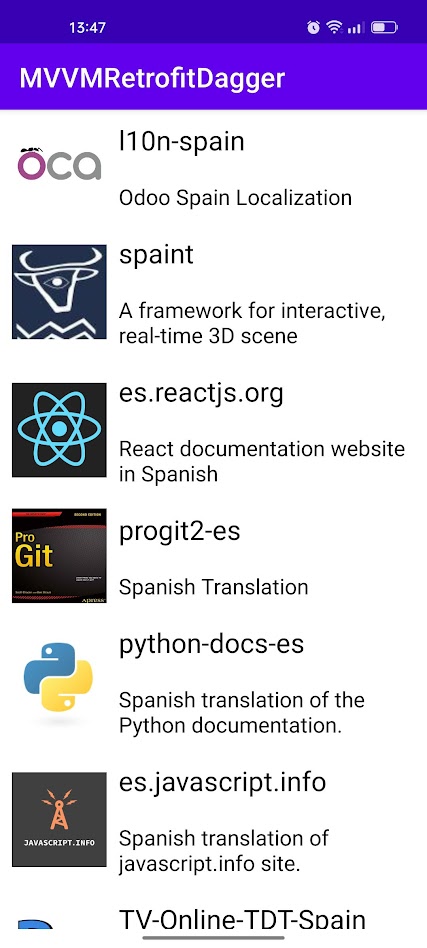 13:47
MVVMRetrofitDagger
oca
l10n-spain
Odoo Spain Localization
spaint
A framework for interactive,
real-time 3D scene
es.reactjs.org
React documentation website
in Spanish
Pro
Git
progit2-es
Spanish Translation
Apress
python-docs-es
Spanish translation of the
Python documentation.
JAVASCRIPT.INFO
es.javascript.info
Spanish translation of
javascript.info site.
TV-Online-TDT-Spain